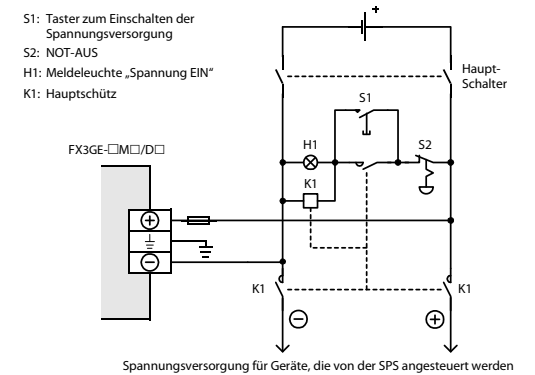 S1: Taster zum Einschalten der
Spannungsversorgung
S2: NOT-AUS
H1: Meldeleuchte „Spannung EIN“
K1: Hauptschütz
+
Haupt-
Schalter
S1
H1
S2
K1
FX3GE-□M□/D□
+
−
K1
K1
−
+
Spannungsversorgung für Geräte, die von der SPS angesteuert werden